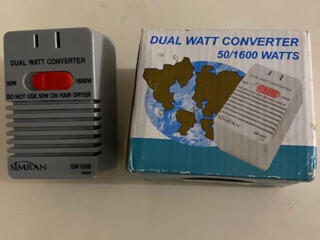 DUAL WATT CONVERTER
50W 1600W
DO NOT USE 50W ON HAIR DRYER
SIMRAN SM1650
DUAL WATT CONVERTER
50/1600 WATTS